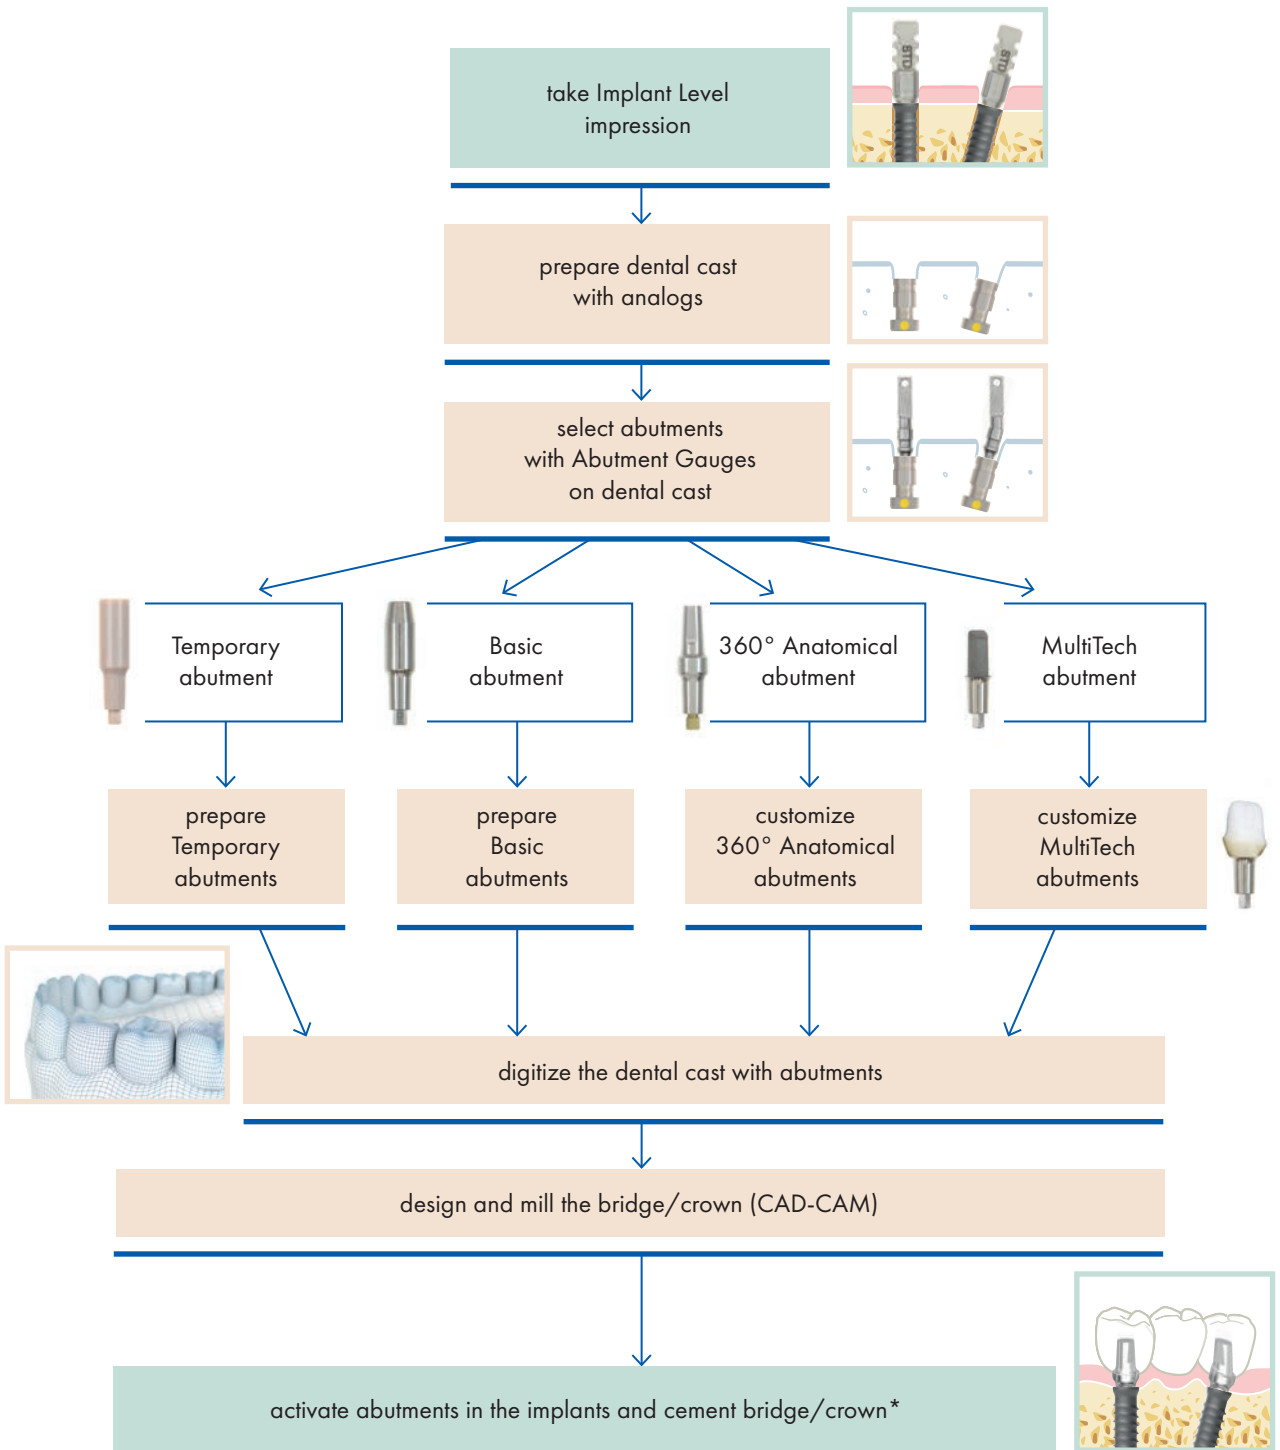 take Implant Level
impression
STD
STD
prepare dental cast
with analogs
select abutments
with Abutment Gauges
on dental cast
Temporary
abutment
Basic
abutment
360° Anatomical
abutment
MultiTech
abutment
prepare
Temporary
abutments
prepare
Basic
abutments
customize
360° Anatomical
abutments
customize
MultiTech
abutments
digitize the dental cast with abutments
design and mill the bridge/crown (CAD-CAM)
activate abutments in the implants and cement bridge/crown*